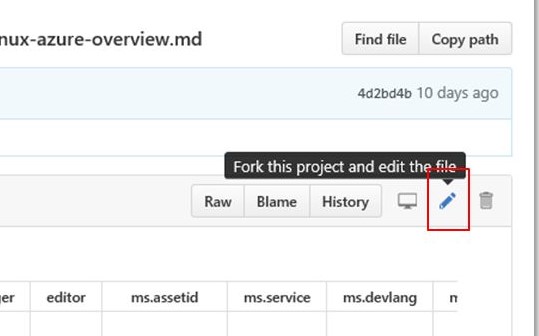 nux-azure-overview.md
Find file Copy path
4d2bd4b 10 days ago
Fork this project and edit the file
Raw Blame History
ger editor ms.assetid ms.service ms.devlang